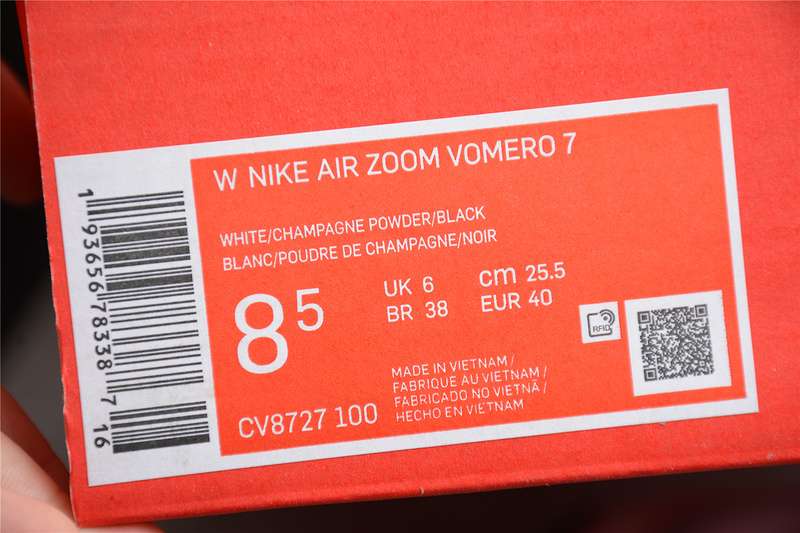 W NIKE AIR ZOOM VOMERO 7
WHITE/CHAMPAGNE POWDER/BLACK
BLANC/POUDRE DE CHAMPAGNE/NOIR
8 5
UK 6 cm 25.5
BR 38 EUR 40
RFID
MADE IN VIETNAM /
FABRIQUE AU VIETNAM /
FABRICADO NO VIETNÃ /
HECHO EN VIETNAM
CV8727 100
1 93656 78338 7 16